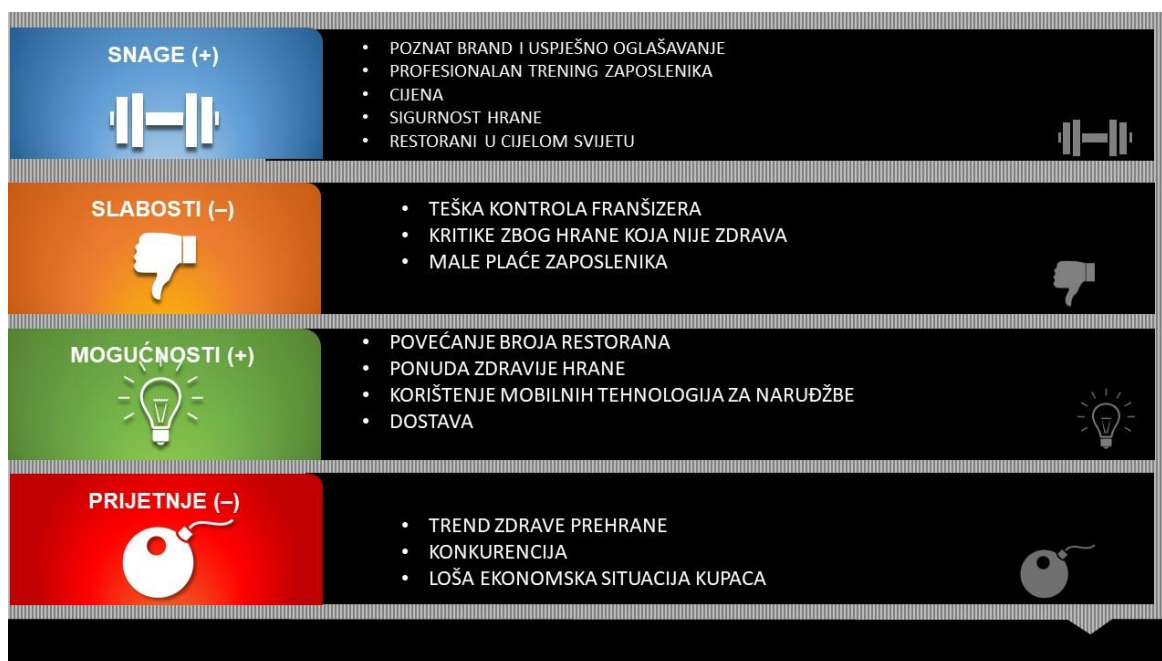 SNAGE (+)
• POZNAT BRAND I USPJEŠNO OGLAŠAVANJE
• PROFESIONALAN TRENING ZAPOSLENIKA
• CIJENA
• SIGURNOST HRANE
• RESTORANI U CIJELOM SVIJETU
SLABOSTI (–)
• TEŠKA KONTROLA FRANŠIZERA
• KRITIKE ZBOG HRANE KOJA NIJE ZDRAVA
• MALE PLAĆE ZAPOSLENIKA
MOGUĆNOSTI (+)
• POVEĆANJE BROJA RESTORANA
• PONUDA ZDRAVIJE HRANE
• KORIŠTENJE MOBILNIH TEHNOLOGIJA ZA NARUĐŽBE
• DOSTAVA
PRIJETNJE (–)
• TREND ZDRAVE PREHRANE
• KONKURENCIJA
• LOŠA EKONOMSKA SITUACIJA KUPACA